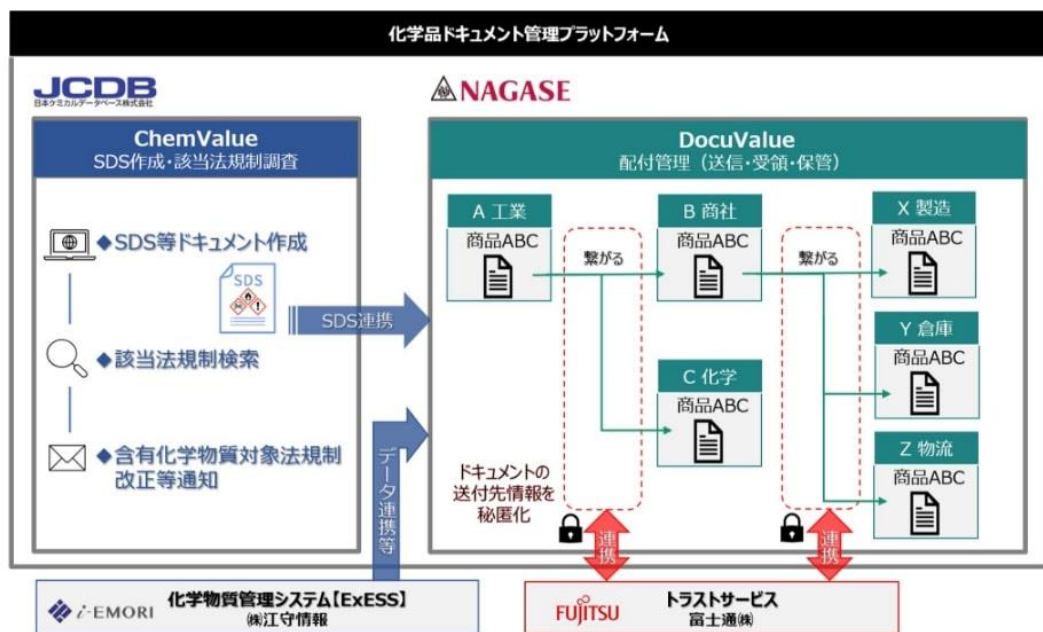 化学品ドキュメント管理プラットフォーム
JCDB
日本ケミカルデータベース株式会社
NAGASE
ChemValue
SDS作成・該当法規制調査
◆SDS等ドキュメント作成
SDS
SDS連携
◆該当法規制検索
◆含有化学物質対象法規制
改正等通知
データ連携等
DocuValue
配付管理（送信・受領・保管）
A 工業
商品ABC
繋がる
B 商社
商品ABC
繋がる
X 製造
商品ABC
Y 倉庫
商品ABC
C 化学
商品ABC
Z 物流
商品ABC
ドキュメントの
送付先情報を
秘匿化
連携
連携
i-EMORI
化学物質管理システム【ExESS】
㈱江守情報
FUJITSU
トラストサービス
富士通㈱